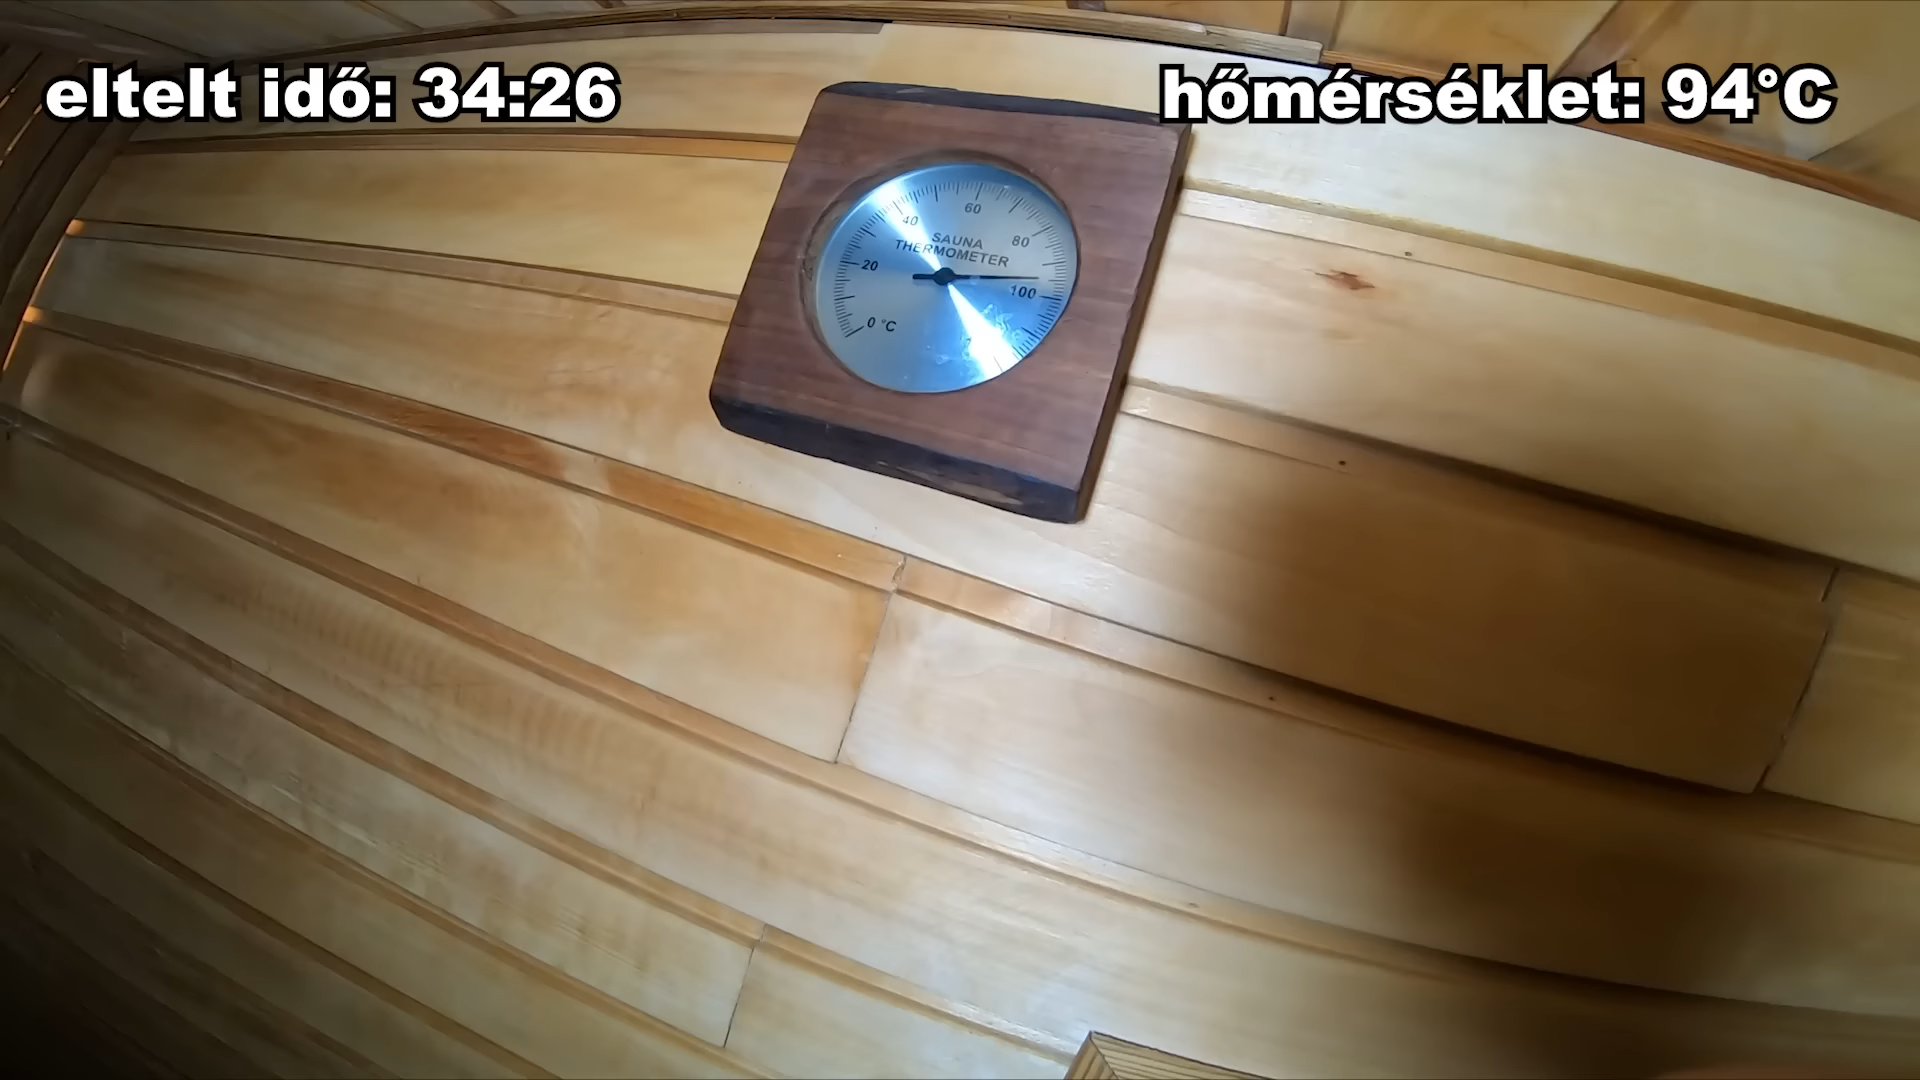 eltelt idő: 34:26
hőmérséklet: 94°C
60
40
80
SAUNA
THERMOMETER
20
100
0 °C